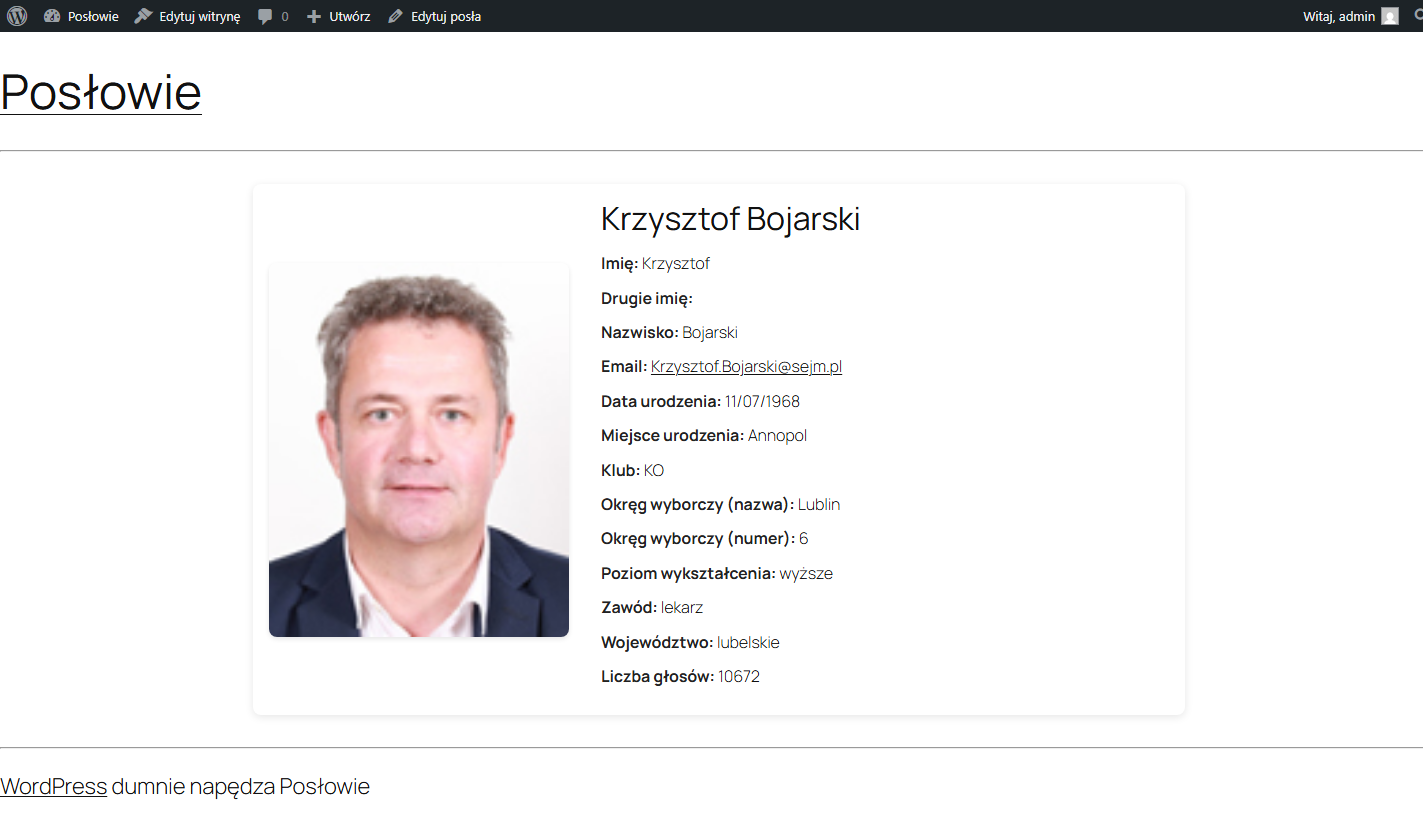 Posłowie Edytuj witrynę 0 Utwórz Edytuj posła Witaj, admin
Posłowie
Krzysztof Bojarski
Imię: Krzysztof
Drugie imię:
Nazwisko: Bojarski
Email: Krzysztof.Bojarski@sejm.pl
Data urodzenia: 11/07/1968
Miejsce urodzenia: Annopol
Klub: KO
Okręg wyborczy (nazwa): Lublin
Okręg wyborczy (numer): 6
Poziom wykształcenia: wyższe
Zawód: lekarz
Województwo: lubelskie
Liczba głosów: 10672
WordPress dumnie napędza Posłowie